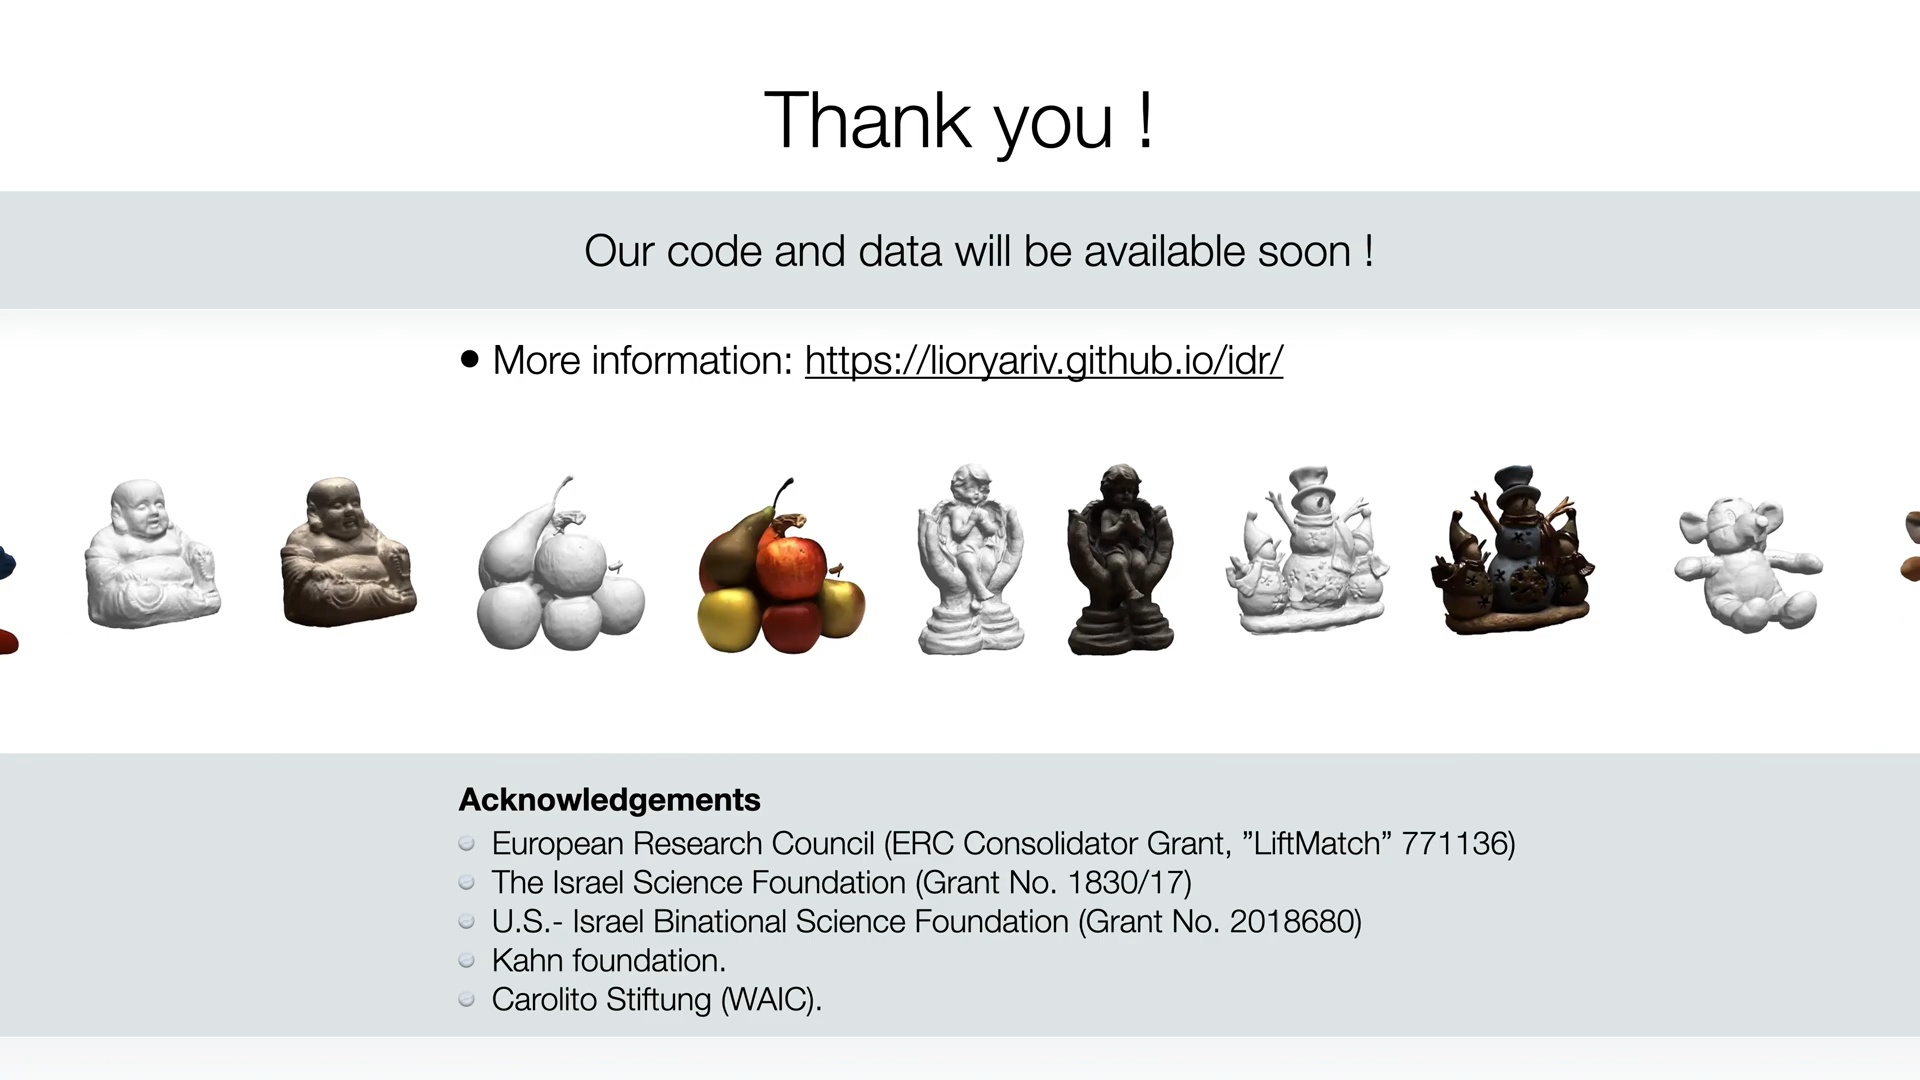 Thank you !
Our code and data will be available soon !
• More information: https://lioryariv.github.io/idr/
Acknowledgements
European Research Council (ERC Consolidator Grant, ”LiftMatch” 771136)
The Israel Science Foundation (Grant No. 1830/17)
U.S.- Israel Binational Science Foundation (Grant No. 2018680)
Kahn foundation.
Carolito Stiftung (WAIC).